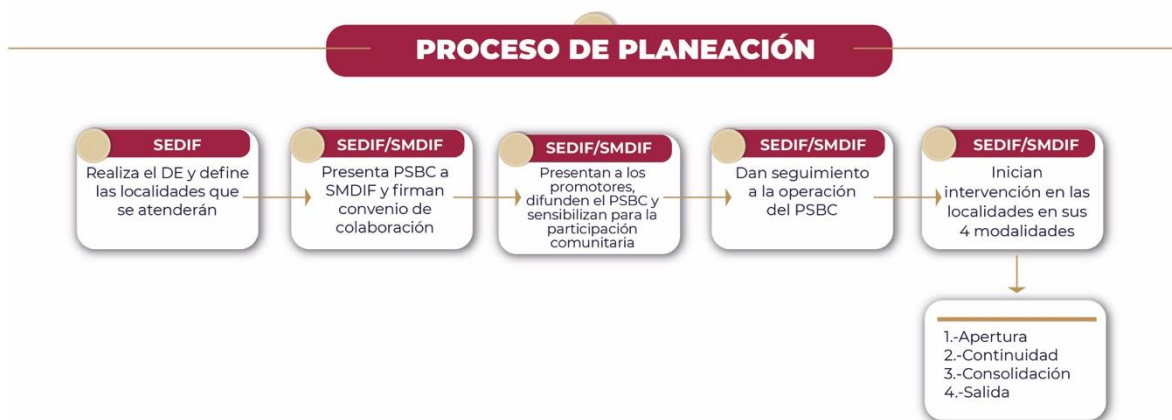 PROCESO DE PLANEACIÓN
SEDIF
Realiza el DE y define
las localidades que
se atenderán
SEDIF/SMDIF
Presenta PSBC a
SMDIF y firman
convenio de
colaboración
SEDIF/SMDIF
Presentan a los
promotores,
difunden el PSBC y
sensibilizan para la
participación
comunitaria
SEDIF/SMDIF
Dan seguimiento
a la operación
del PSBC
SEDIF/SMDIF
Inician
intervención en las
localidades en sus
4 modalidades
1.-Apertura
2.-Continuidad
3.-Consolidación
4.-Salida